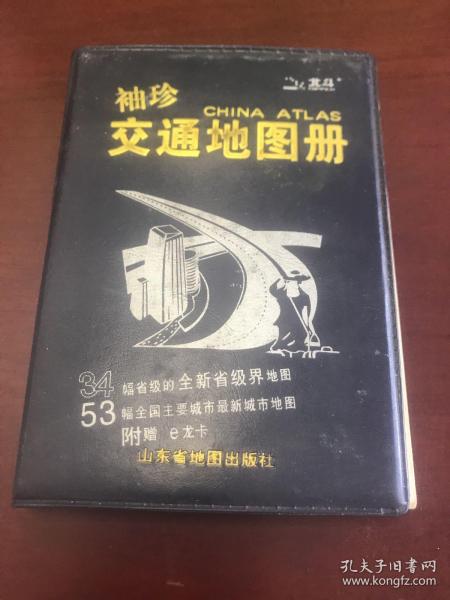 北斗
袖珍
CHINA ATLAS
交通地图册
34 幅省级的全新省级界地图
53 幅全国主要城市最新城市地图
附赠 e龙卡
山东省地图出版社
孔夫子旧书网
www.kongfz.com